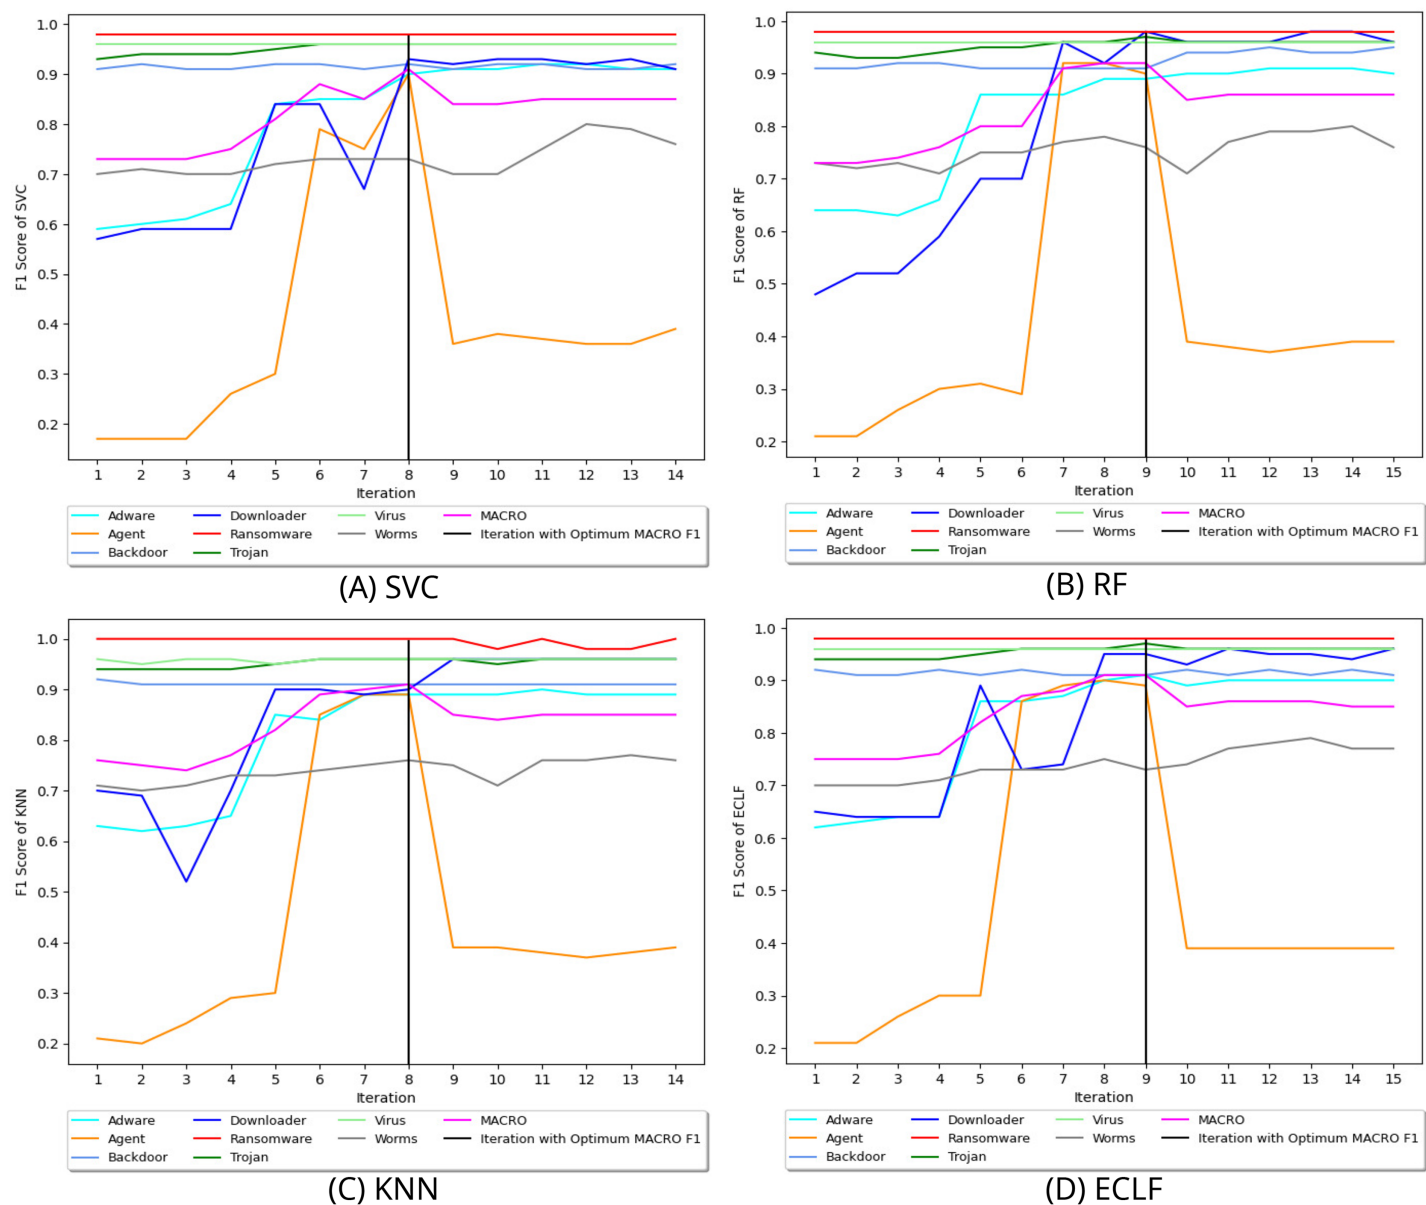 1.0
0.9
0.8
0.7
0.6
0.5
0.4
0.3
0.2
F1 Score of SVC
1 2 3 4 5 6 7 8 9 10 11 12 13 14
Iteration
Adware Downloader Virus MACRO
Agent Ransomware Worms Iteration with Optimum MACRO F1
Backdoor Trojan
(A) SVC
1.0
0.9
0.8
0.7
0.6
0.5
0.4
0.3
0.2
F1 Score of RF
1 2 3 4 5 6 7 8 9 10 11 12 13 14 15
Iteration
Adware Downloader Virus MACRO
Agent Ransomware Worms Iteration with Optimum MACRO F1
Backdoor Trojan
(B) RF
1.0
0.9
0.8
0.7
0.6
0.5
0.4
0.3
0.2
F1 Score of KNN
1 2 3 4 5 6 7 8 9 10 11 12 13 14
Iteration
Adware Downloader Virus MACRO
Agent Ransomware Worms Iteration with Optimum MACRO F1
Backdoor Trojan
(C) KNN
1.0
0.9
0.8
0.7
0.6
0.5
0.4
0.3
0.2
F1 Score of ECLF
1 2 3 4 5 6 7 8 9 10 11 12 13 14 15
Iteration
Adware Downloader Virus MACRO
Agent Ransomware Worms Iteration with Optimum MACRO F1
Backdoor Trojan
(D) ECLF